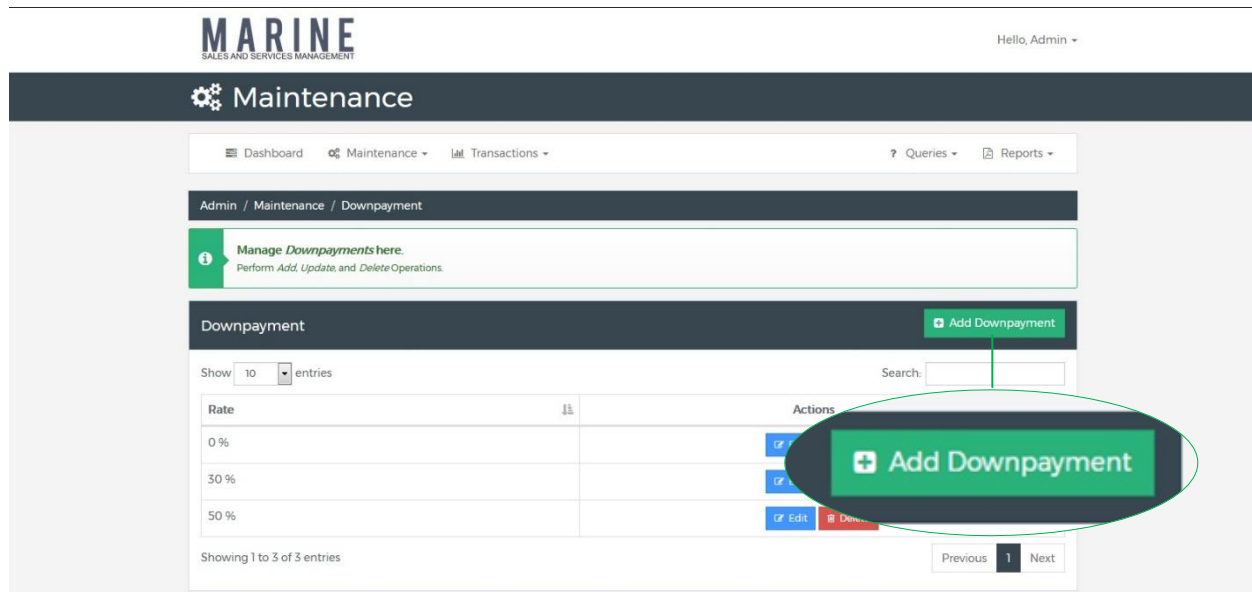 MARINE
SALES AND SERVICES MANAGEMENT
Hello, Admin
Maintenance
Dashboard Maintenance Transactions ? Queries Reports
Admin / Maintenance / Downpayment
Manage Downpayments here.
Perform Add, Update, and Delete Operations.
Downpayment Add Downpayment
Show 10 entries Search:
Rate Actions
0 %
30 %
Add Downpayment
50 % Edit
Showing 1 to 3 of 3 entries Previous 1 Next